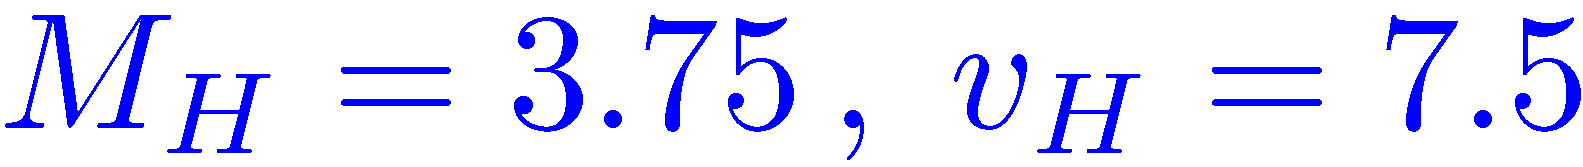 M_H = 3.75 , v_H = 7.5